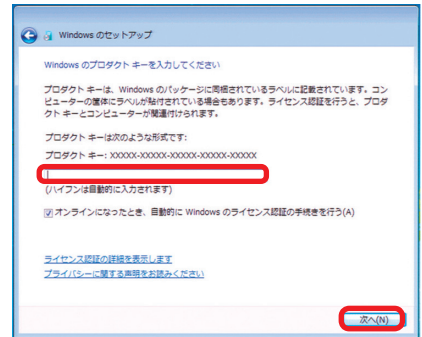 Windows のセットアップ
Windows のプロダクト キーを入力してください
プロダクト キーは、Windows のパッケージに同梱されているラベルに記載されています。コン
ピューターの筐体にラベルが貼付されている場合もあります。ライセンス認証を行うと、プロダ
クト キーとコンピューターが関連付けられます。
プロダクト キーは次のような形式です:
プロダクト キー: XXXXX-XXXXX-XXXXX-XXXXX-XXXXX
(ハイフンは自動的に入力されます)
オンラインになったとき、自動的に Windows のライセンス認証の手続きを行う(A)
ライセンス認証の詳細を表示します
プライバシーに関する声明をお読みください
次へ(N)